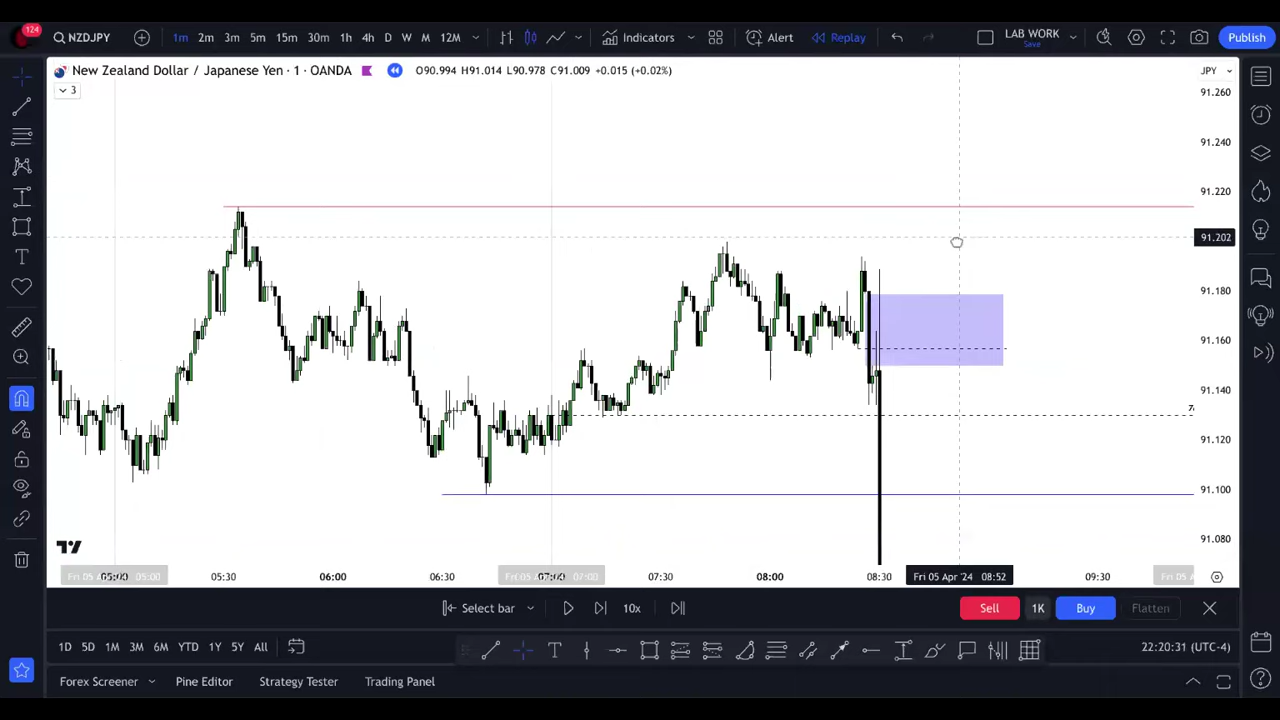 124
NZDJPY
1m 2m 3m 5m 15m 30m 1h 4h D W M 12M
Indicators
Alert
Replay
LAB WORK
Save
Publish
New Zealand Dollar / Japanese Yen · 1 · OANDA
O90.994 H91.014 L90.978 C91.009 +0.015 (+0.02%)
JPY
3
91.260
91.240
91.220
91.202
91.180
91.160
91.140
91.120
91.100
91.080
05:00 05:30 06:00 06:30 07:00 07:30 08:00 08:30 Fri 05 Apr '24 08:52 09:30
Select bar
10x
Sell
1K
Buy
Flatten
1D 5D 1M 3M 6M YTD 1Y 5Y All
22:20:31 (UTC-4)
Forex Screener
Pine Editor
Strategy Tester
Trading Panel